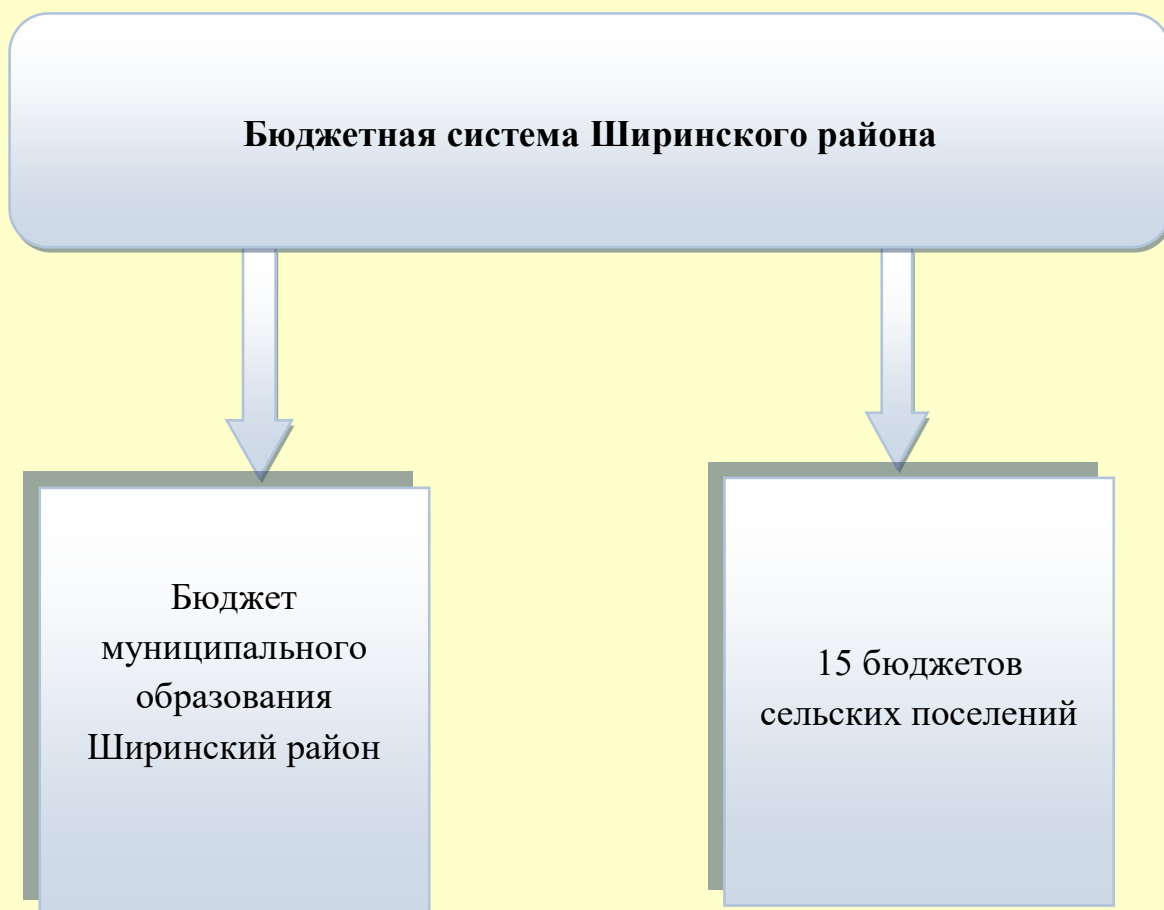 Бюджетная система Ширинского района
Бюджет
муниципального
образования
Ширинский район
15 бюджетов
сельских поселений